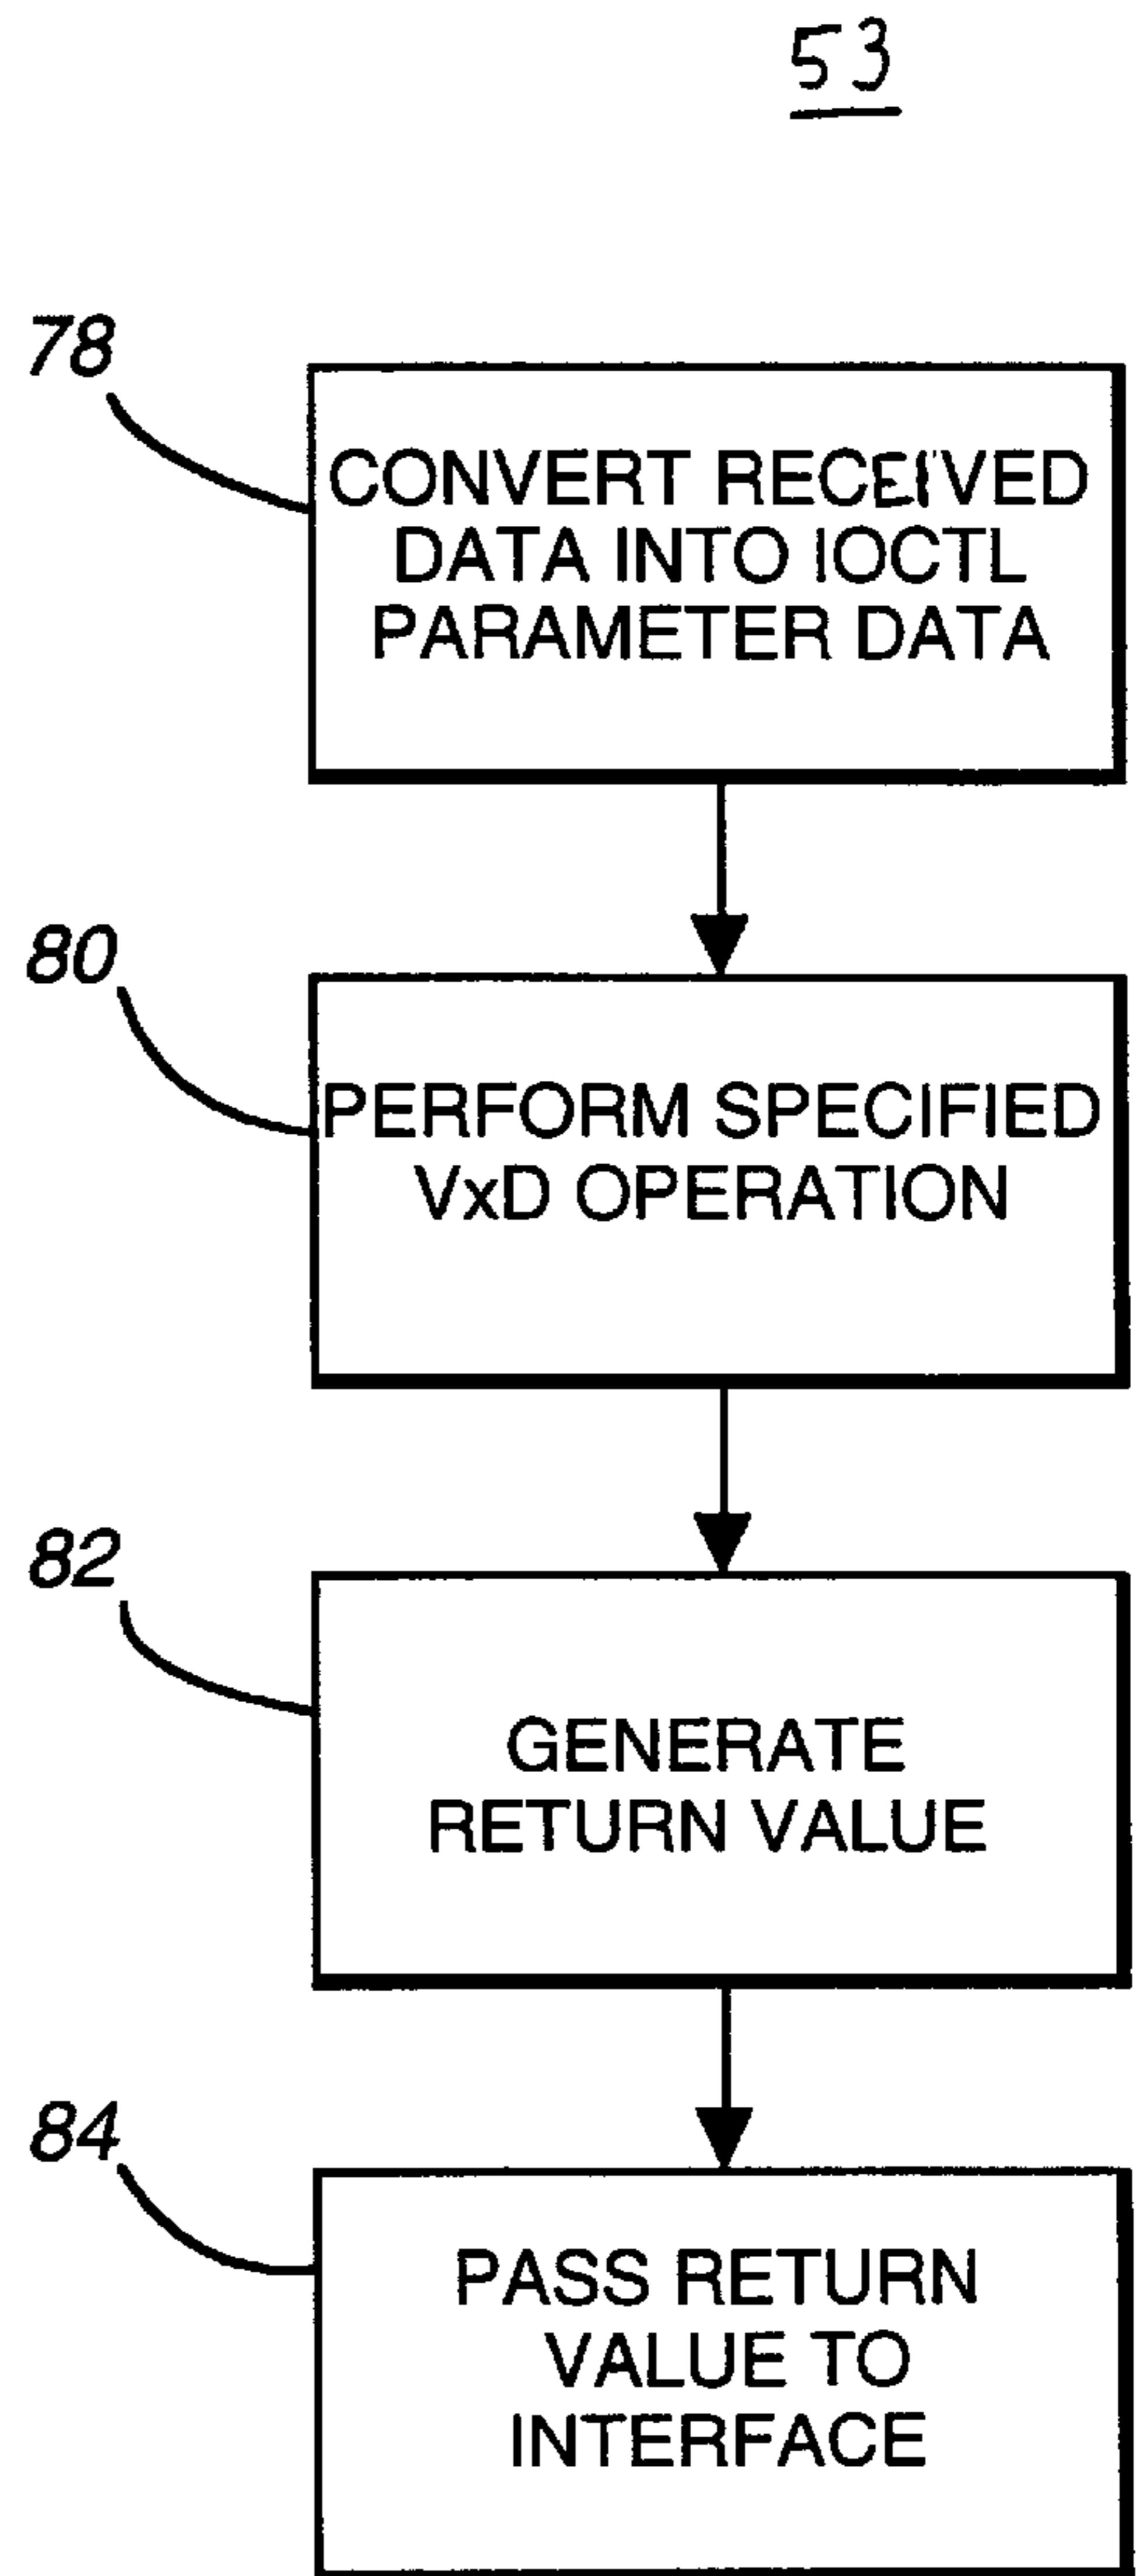 53
78
CONVERT RECEIVED
DATA INTO IOCTL
PARAMETER DATA
80
PERFORM SPECIFIED
VxD OPERATION
82
GENERATE
RETURN VALUE
84
PASS RETURN
VALUE TO
INTERFACE